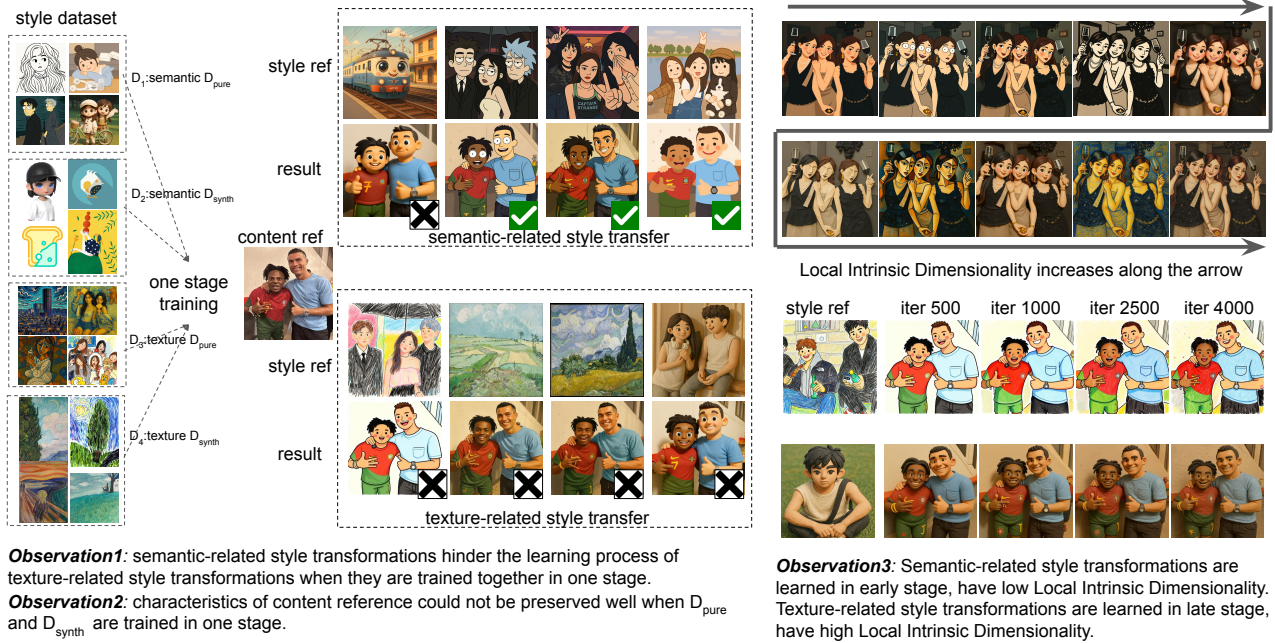 style dataset
D1:semantic Dpure
D2:semantic Dsynth
D3:texture Dpure
D4:texture Dsynth
one stage
training
content ref
style ref
CAPTAIN
STRANGE
result
7
semantic-related style transfer
style ref
result
7
texture-related style transfer
Observation1: semantic-related style transformations hinder the learning process of
texture-related style transformations when they are trained together in one stage.
Observation2: characteristics of content reference could not be preserved well when Dpure
and Dsynth are trained in one stage.
Local Intrinsic Dimensionality increases along the arrow
style ref iter 500 iter 1000 iter 2500 iter 4000
Observation3: Semantic-related style transformations are
learned in early stage, have low Local Intrinsic Dimensionality.
Texture-related style transformations are learned in late stage,
have high Local Intrinsic Dimensionality.